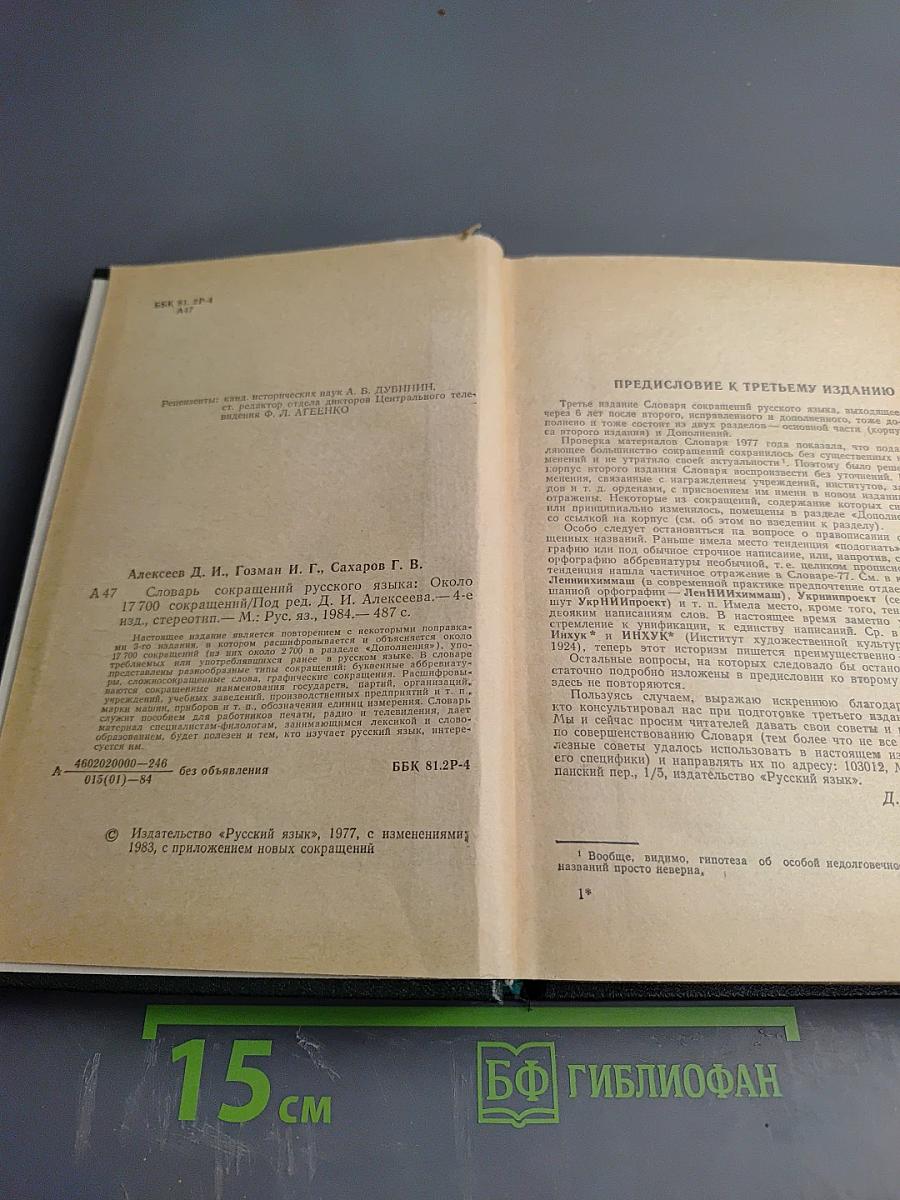 ББК 81.2Р-4
А47
Рецензенты: канд. исторических наук А. В. ДУБИНИН,
ст. редактор отдела дикторов Центрального теле-
видения Ф. Л. АГЕЕНКО
Алексеев Д. И., Гозман И. Г., Сахаров Г. В.
А 47 Словарь сокращений русского языка: Около
17 700 сокращений/Под ред. Д. И. Алексеева.— 4-е
изд., стереотип.— М.: Рус. яз., 1984.— 487 с.
Настоящее издание является повторением с некоторыми поправка-
ми 3-го издания, в котором расшифровывается и объясняется около
17 700 сокращений (из них около 2 700 в разделе «Дополнения»), упо-
требляемых или употреблявшихся ранее в русском языке. В словаре
представлены разнообразные типы сокращений: буквенные аббревиату-
ры, сложносокращенные слова, графические сокращения. Расшифровы-
ваются сокращенные наименования государств, партий, организаций,
учреждений, учебных заведений, производственных предприятий и т. п.,
марки машин, приборов и т. п., обозначения единиц измерения. Словарь
служит пособием для работников печати, радио и телевидения, дает
материал специалистам-филологам, занимающимся лексикой и слово-
образованием, будет полезен и тем, кто изучает русский язык, интере-
суется им.
А 4602020000—246
015(01)—84 без объявления ББК 81.2Р-4
© Издательство «Русский язык», 1977, с изменениями;
1983, с приложением новых сокращений
ПРЕДИСЛОВИЕ К ТРЕТЬЕМУ ИЗДАНИЮ
Третье издание Словаря сокращений русского языка, выходящее
через 6 лет после второго, исправленного и дополненного, тоже до-
полнено и тоже состоит из двух разделов — основной части (корпу
са второго издания) и Дополнений.
Проверка материалов Словаря 1977 года показала, что пода
ляющее большинство сокращений сохранилось без существенных и
менений и не утратило своей актуальности¹. Поэтому было реше
корпус второго издания Словаря воспроизвести без уточнений.
менения, связанные с награждением учреждений, институтов, за
дов и т. д. орденами, с присвоением им имени в новом издани
отражены. Некоторые из сокращений, содержание которых си
или принципиально изменилось, помещены в разделе «Дополне
со ссылкой на корпус (см. об этом во введении к разделу).
Особо следует остановиться на вопросе о правописании с
щенных названий. Раньше имела место тенденция «подогнать»
графию или под обычное строчное написание, или, напротив, с
орфографию аббревиатуры необычной, т. е. целиком прописно
тенденция нашла частичное отражение в Словаре-77. См. в к
Лениихиммаш (в современной практике предпочтение отдае
шанной орфографии — ЛенНИИхиммаш), Укрниипроект (се
шут УкрНИИпроект) и т. п. Имела место, кроме того, тен
двояким написаниям слов. В настоящее время заметно
стремление к унификации, к единству написаний. Ср. в
Инхук* и ИНХУК* (Институт художественной культур
1924), теперь этот историзм пишется преимущественно
Остальные вопросы, на которых следовало бы остано
статочно подробно изложены в предисловии ко второму
здесь не повторяются.
Пользуясь случаем, выражаю искреннюю благодар
кто консультировал нас при подготовке третьего издан
Мы и сейчас просим читателей давать свои советы и
по совершенствованию Словаря (тем более что не все
лезные советы удалось использовать в настоящем из
его специфики) и направлять их по адресу: 103012, М
панский пер., 1/5, издательство «Русский язык».
Д.
¹ Вообще, видимо, гипотеза об особой недолговечно
названий просто неверна.
1*
15 см
БФ ГИБЛИОФАН